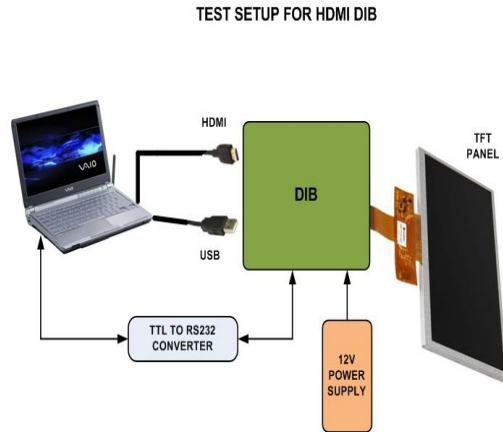 TEST SETUP FOR HDMI DIB
HDMI
TFT
PANEL
VAIO
DIB
USB
TTL TO RS232
CONVERTER
12V
POWER
SUPPLY